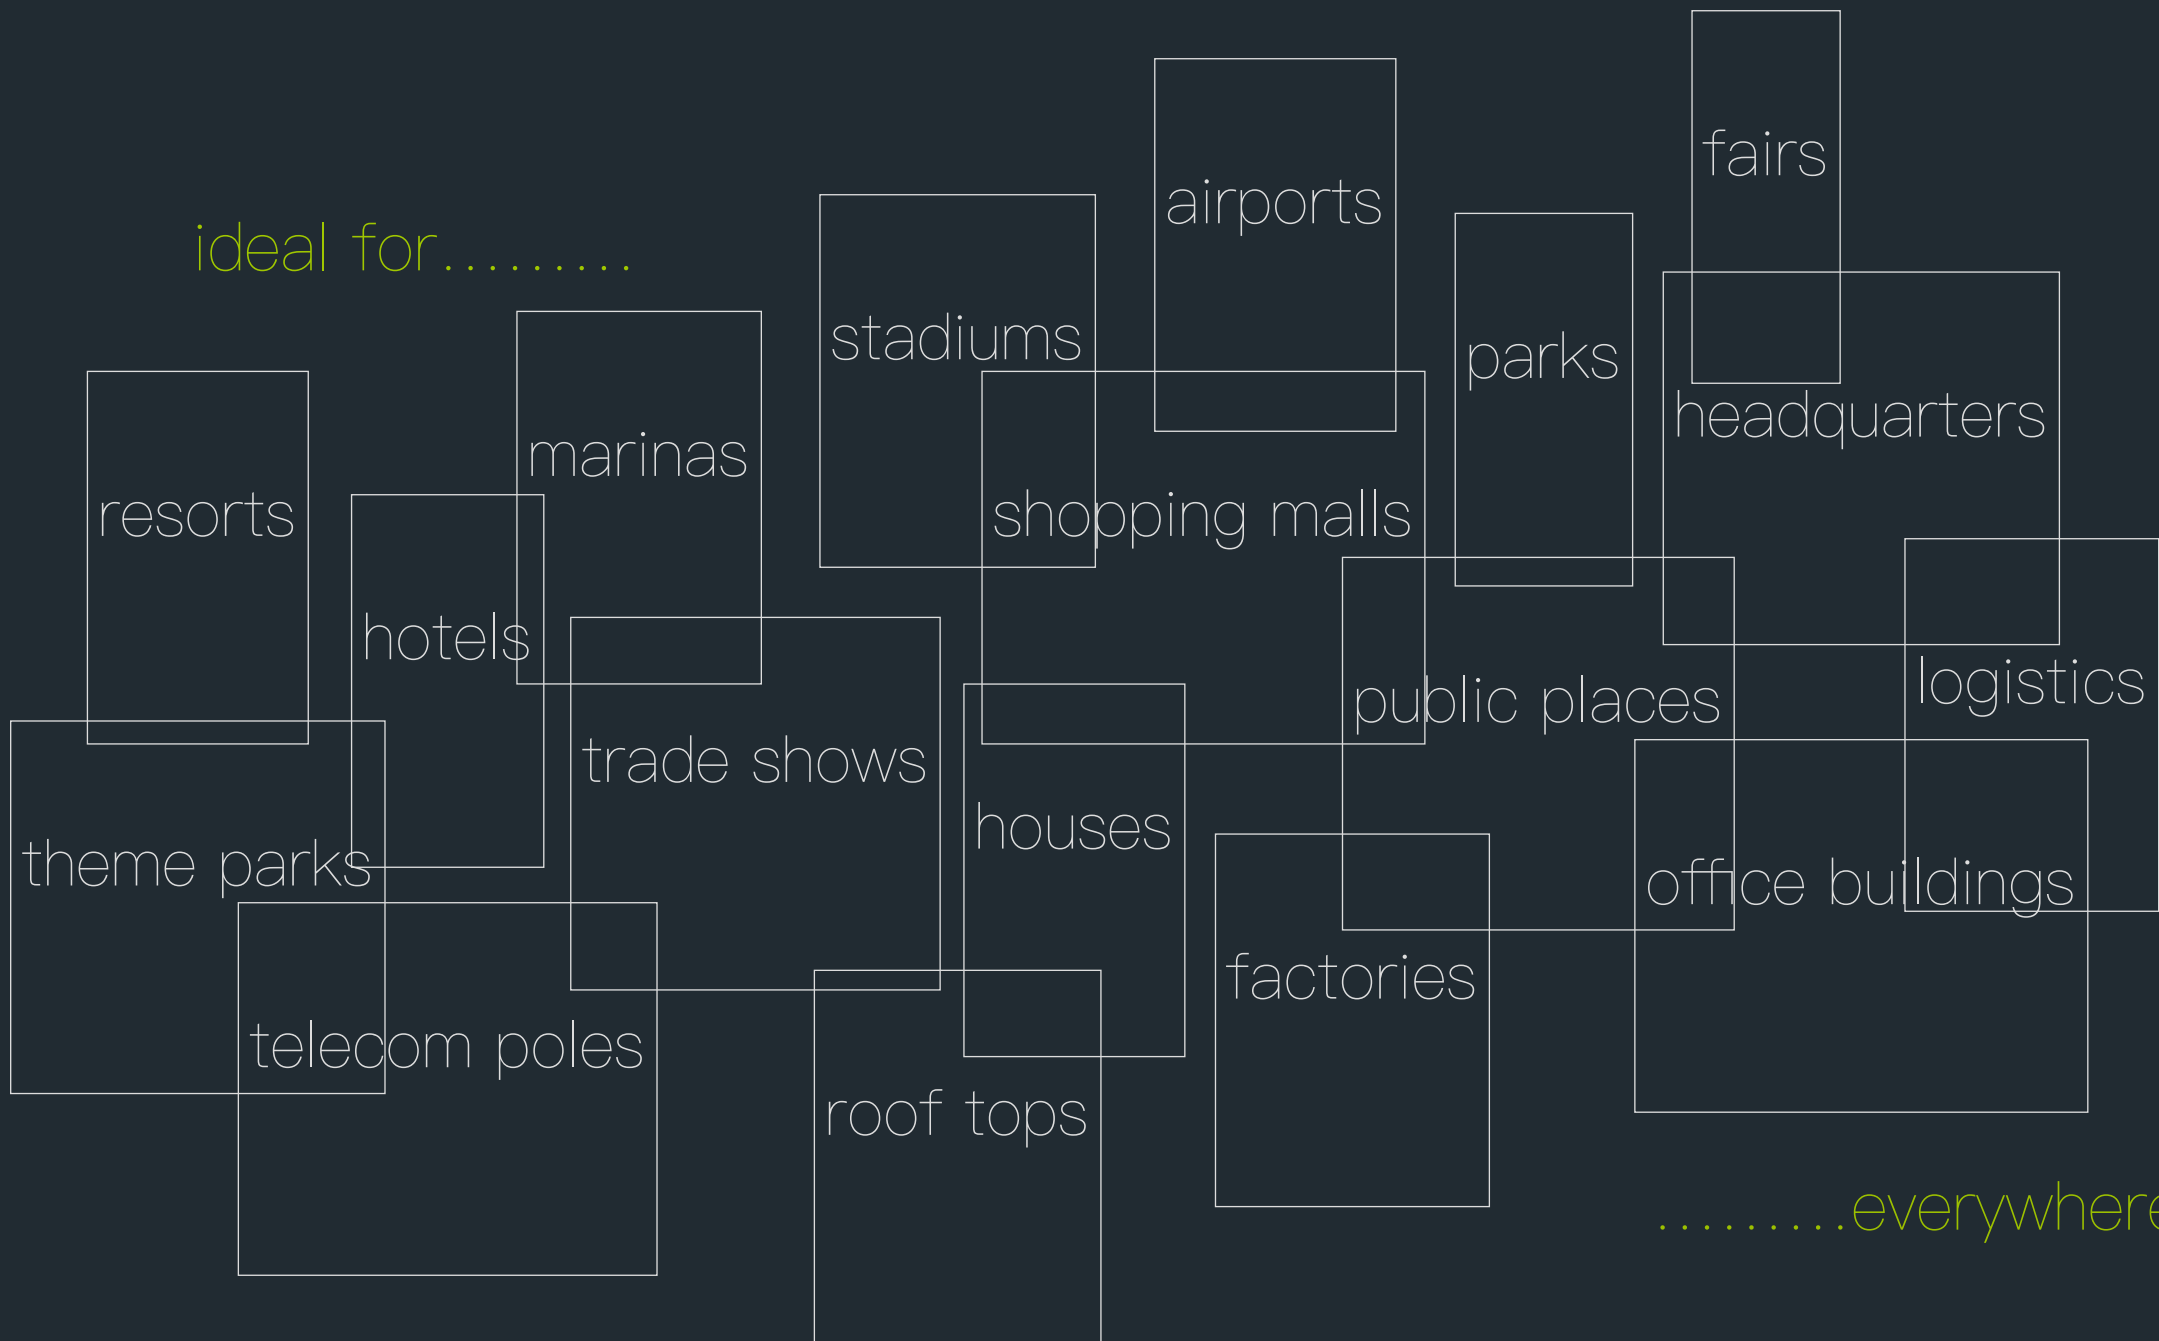 ideal for.........
fairs
airports
stadiums
parks
headquarters
marinas
resorts
shopping malls
hotels
logistics
public places
trade shows
houses
theme parks
office buildings
factories
telecom poles
roof tops
.........everywhere